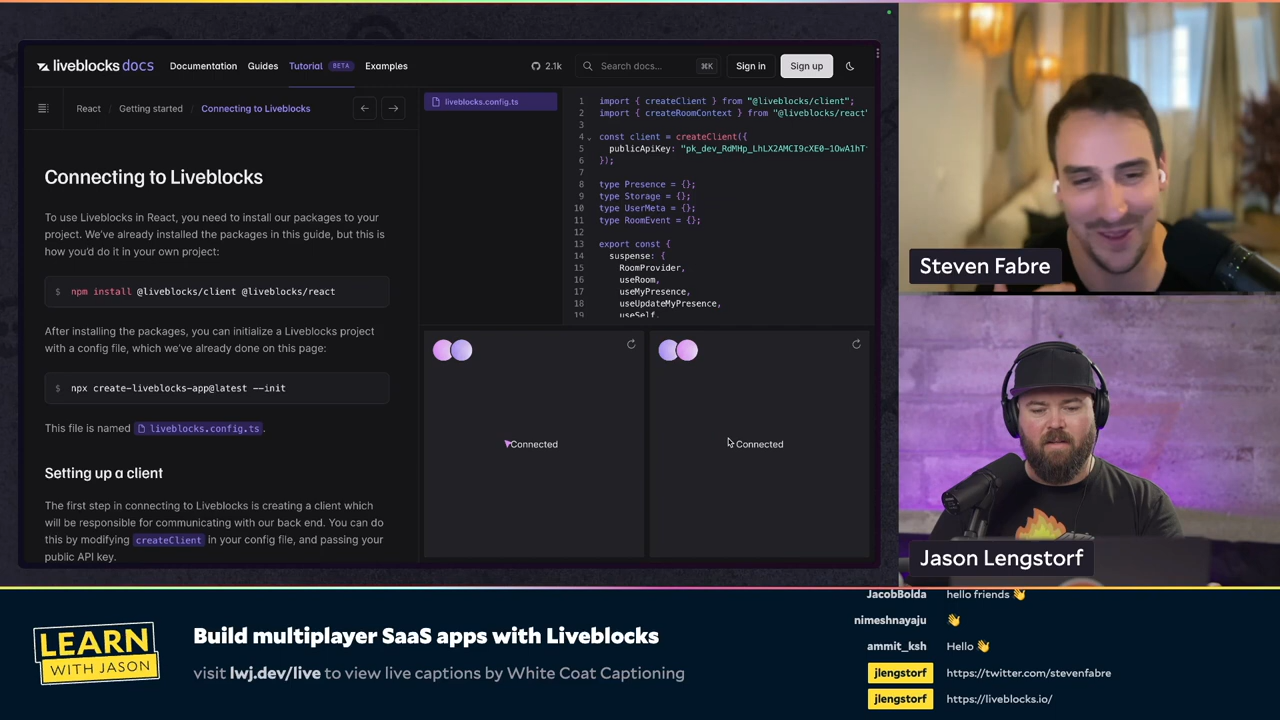 liveblocks docs
Documentation
Guides
Tutorial BETA
Examples
2.1k
Search docs...
⌘K
Sign in
Sign up
React
Getting started
Connecting to Liveblocks
Connecting to Liveblocks
To use Liveblocks in React, you need to install our packages to your
project. We've already installed the packages in this guide, but this is
how you'd do it in your own project:
$ npm install @liveblocks/client @liveblocks/react
After installing the packages, you can initialize a Liveblocks project
with a config file, which we've already done on this page:
$ npx create-liveblocks-app@latest --init
This file is named liveblocks.config.ts.
Setting up a client
The first step in connecting to Liveblocks is creating a client which
will be responsible for communicating with our back end. You can do
this by modifying createClient in your config file, and passing your
public API key.
liveblocks.config.ts
1 import { createClient } from "@liveblocks/client";
2 import { createRoomContext } from "@liveblocks/react"
3
4 const client = createClient({
5 publicApiKey: "pk_dev_RdMHp_LhLX2AMCI9cXE0-1OwA1hT
6 });
7
8 type Presence = {};
9 type Storage = {};
10 type UserMeta = {};
11 type RoomEvent = {};
12
13 export const {
14 suspense: {
15 RoomProvider,
16 useRoom,
17 useMyPresence,
18 useUpdateMyPresence,
19 useSelf,
Connected
Connected
Steven Fabre
Jason Lengstorf
LEARN
WITH JASON
Build multiplayer SaaS apps with Liveblocks
visit lwj.dev/live to view live captions by White Coat Captioning
JacobBolda hello friends 👋
nimeshnayaju 👋
ammit_ksh Hello 👋
jlengstorf https://twitter.com/stevenfabre
jlengstorf https://liveblocks.io/